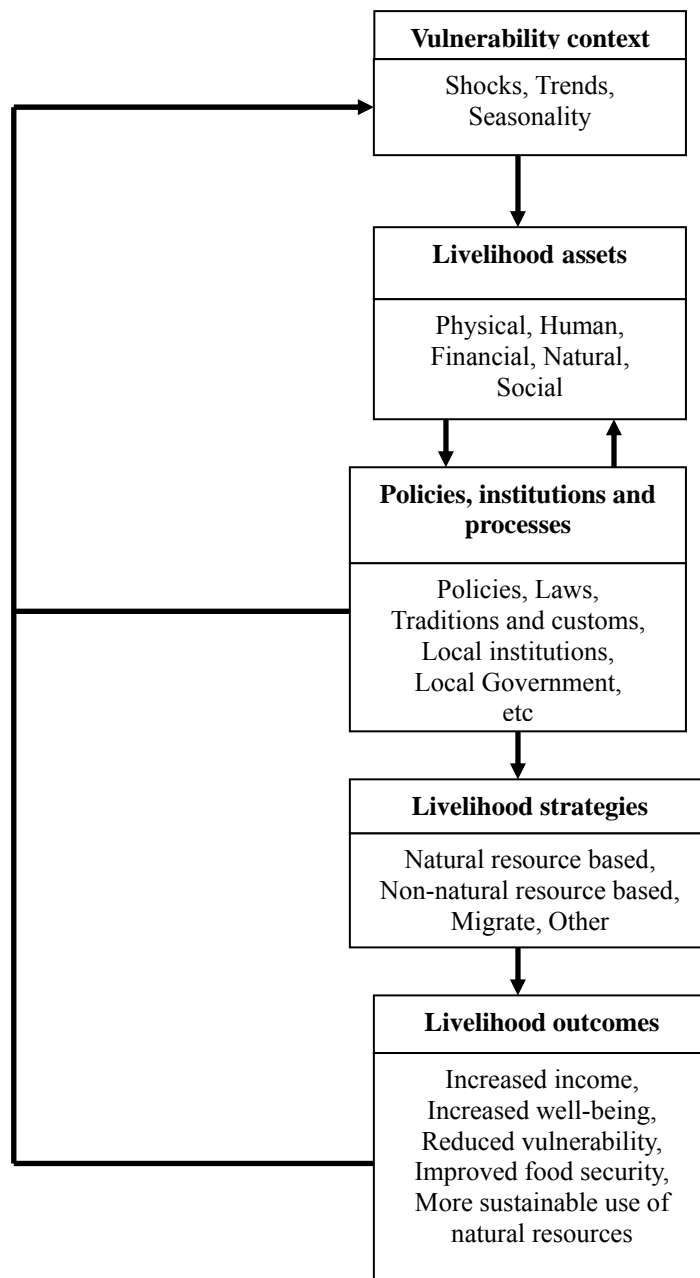 Vulnerability context
Shocks, Trends,
Seasonality
Livelihood assets
Physical, Human,
Financial, Natural,
Social
Policies, institutions and
processes
Policies, Laws,
Traditions and customs,
Local institutions,
Local Government,
etc
Livelihood strategies
Natural resource based,
Non-natural resource based,
Migrate, Other
Livelihood outcomes
Increased income,
Increased well-being,
Reduced vulnerability,
Improved food security,
More sustainable use of
natural resources